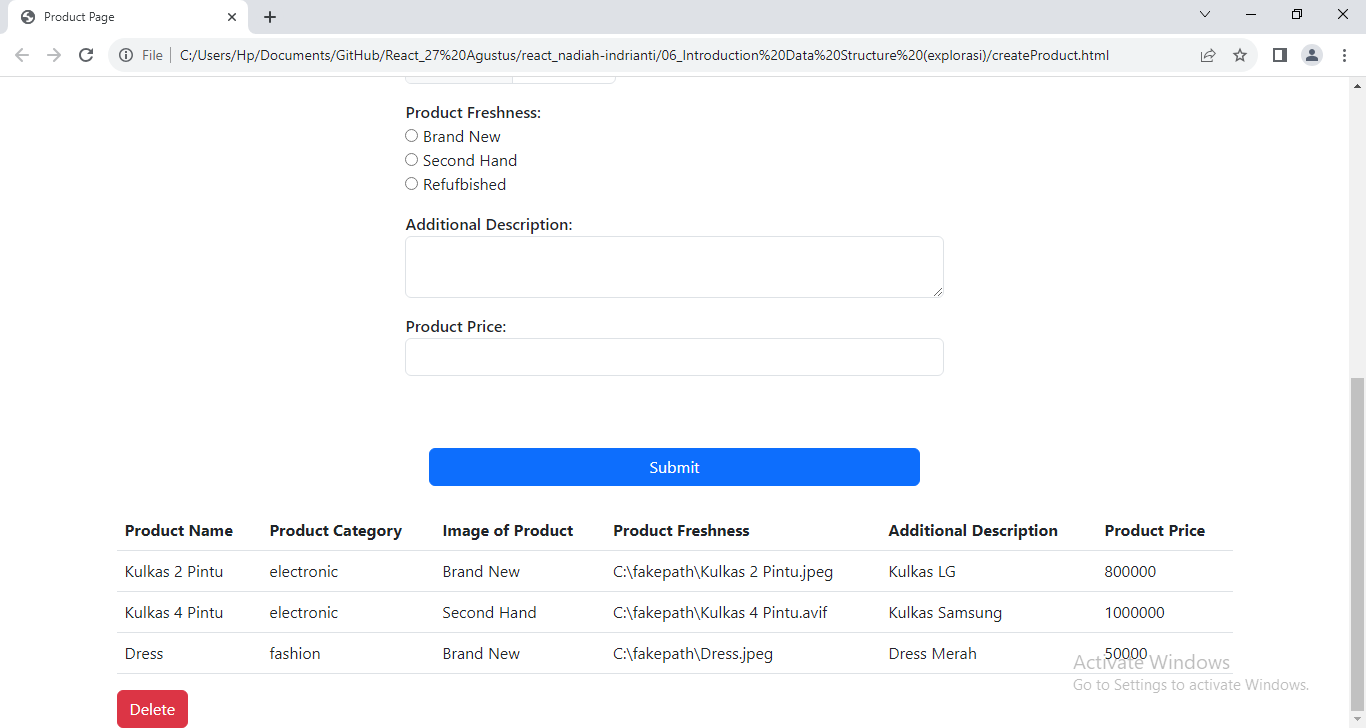 Product Page
File
C:/Users/Hp/Documents/GitHub/React_27%20Agustus/react_nadiah-indrianti/06_Introduction%20Data%20Structure%20(explorasi)/createProduct.html
Product Freshness:
Brand New
Second Hand
Refufbished
Additional Description:
Product Price:
Submit
Product Name Product Category Image of Product Product Freshness Additional Description Product Price
Kulkas 2 Pintu electronic Brand New C:\fakepath\Kulkas 2 Pintu.jpeg Kulkas LG 800000
Kulkas 4 Pintu electronic Second Hand C:\fakepath\Kulkas 4 Pintu.avif Kulkas Samsung 1000000
Dress fashion Brand New C:\fakepath\Dress.jpeg Dress Merah 50000
Activate Windows
Go to Settings to activate Windows.
Delete